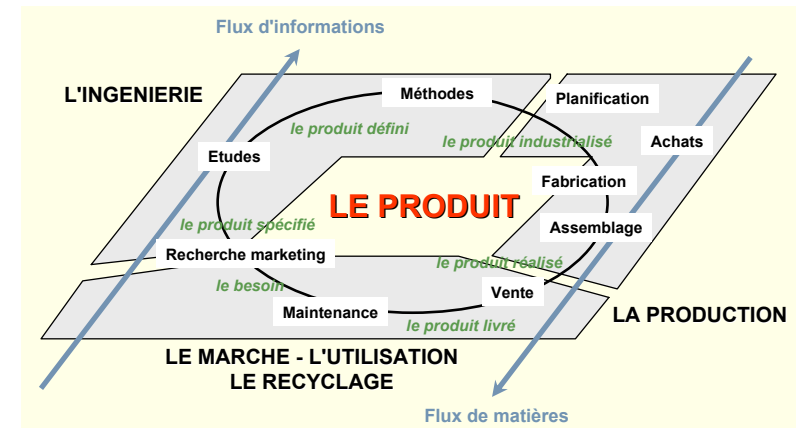 Flux d'informations
L'INGENIERIE
Méthodes
Planification
le produit défini
le produit industrialisé
Achats
Etudes
Fabrication
LE PRODUIT
le produit spécifié
Assemblage
Recherche marketing
le produit réalisé
le besoin
Vente
Maintenance
le produit livré
LA PRODUCTION
LE MARCHE - L'UTILISATION
LE RECYCLAGE
Flux de matières